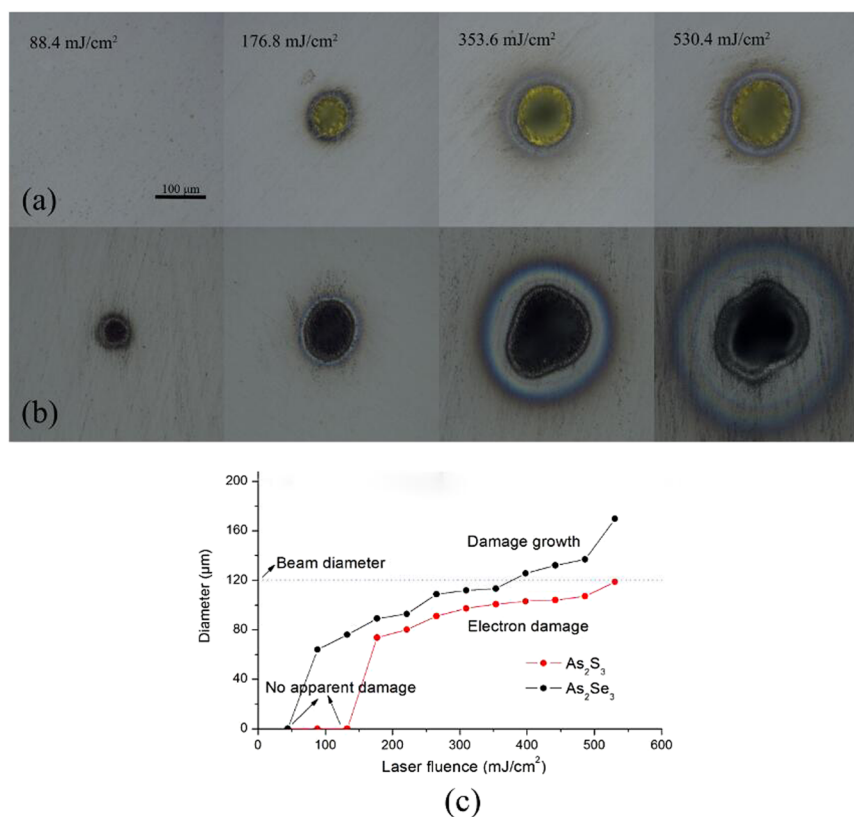 88.4 mJ/cm²
176.8 mJ/cm²
353.6 mJ/cm²
530.4 mJ/cm²
100 μm
(a)
(b)
200
160
120
80
40
0
Diameter (μm)
Beam diameter
Damage growth
Electron damage
No apparent damage
As₂S₃
As₂Se₃
0 100 200 300 400 500 600
Laser fluence (mJ/cm²)
(c)